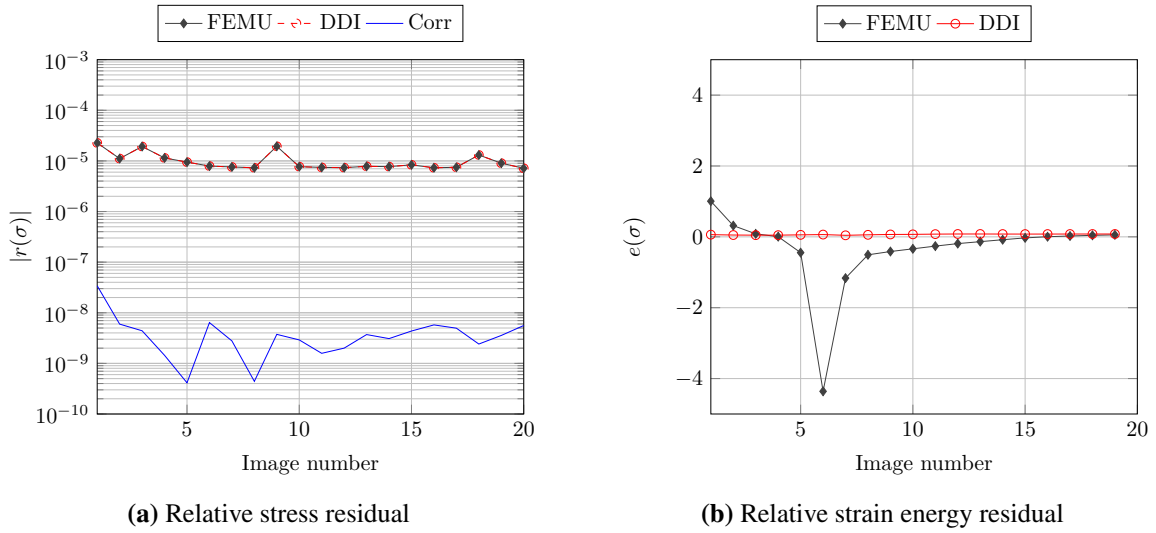 FEMU DDI Corr
10⁻³
10⁻⁴
10⁻⁵
10⁻⁶
10⁻⁷
10⁻⁸
10⁻⁹
10⁻¹⁰
|r(σ)|
5 10 15 20
Image number
(a) Relative stress residual
FEMU DDI
4
2
0
−2
−4
e(σ)
5 10 15 20
Image number
(b) Relative strain energy residual